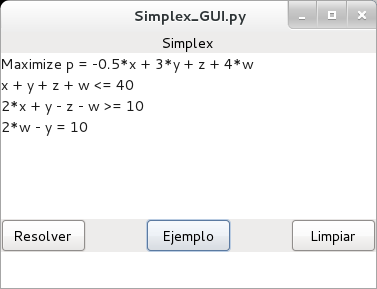 Simplex_GUI.py
Simplex
Maximize p = -0.5*x + 3*y + z + 4*w
x + y + z + w <= 40
2*x + y - z - w >= 10
2*w - y = 10
Resolver Ejemplo Limpiar